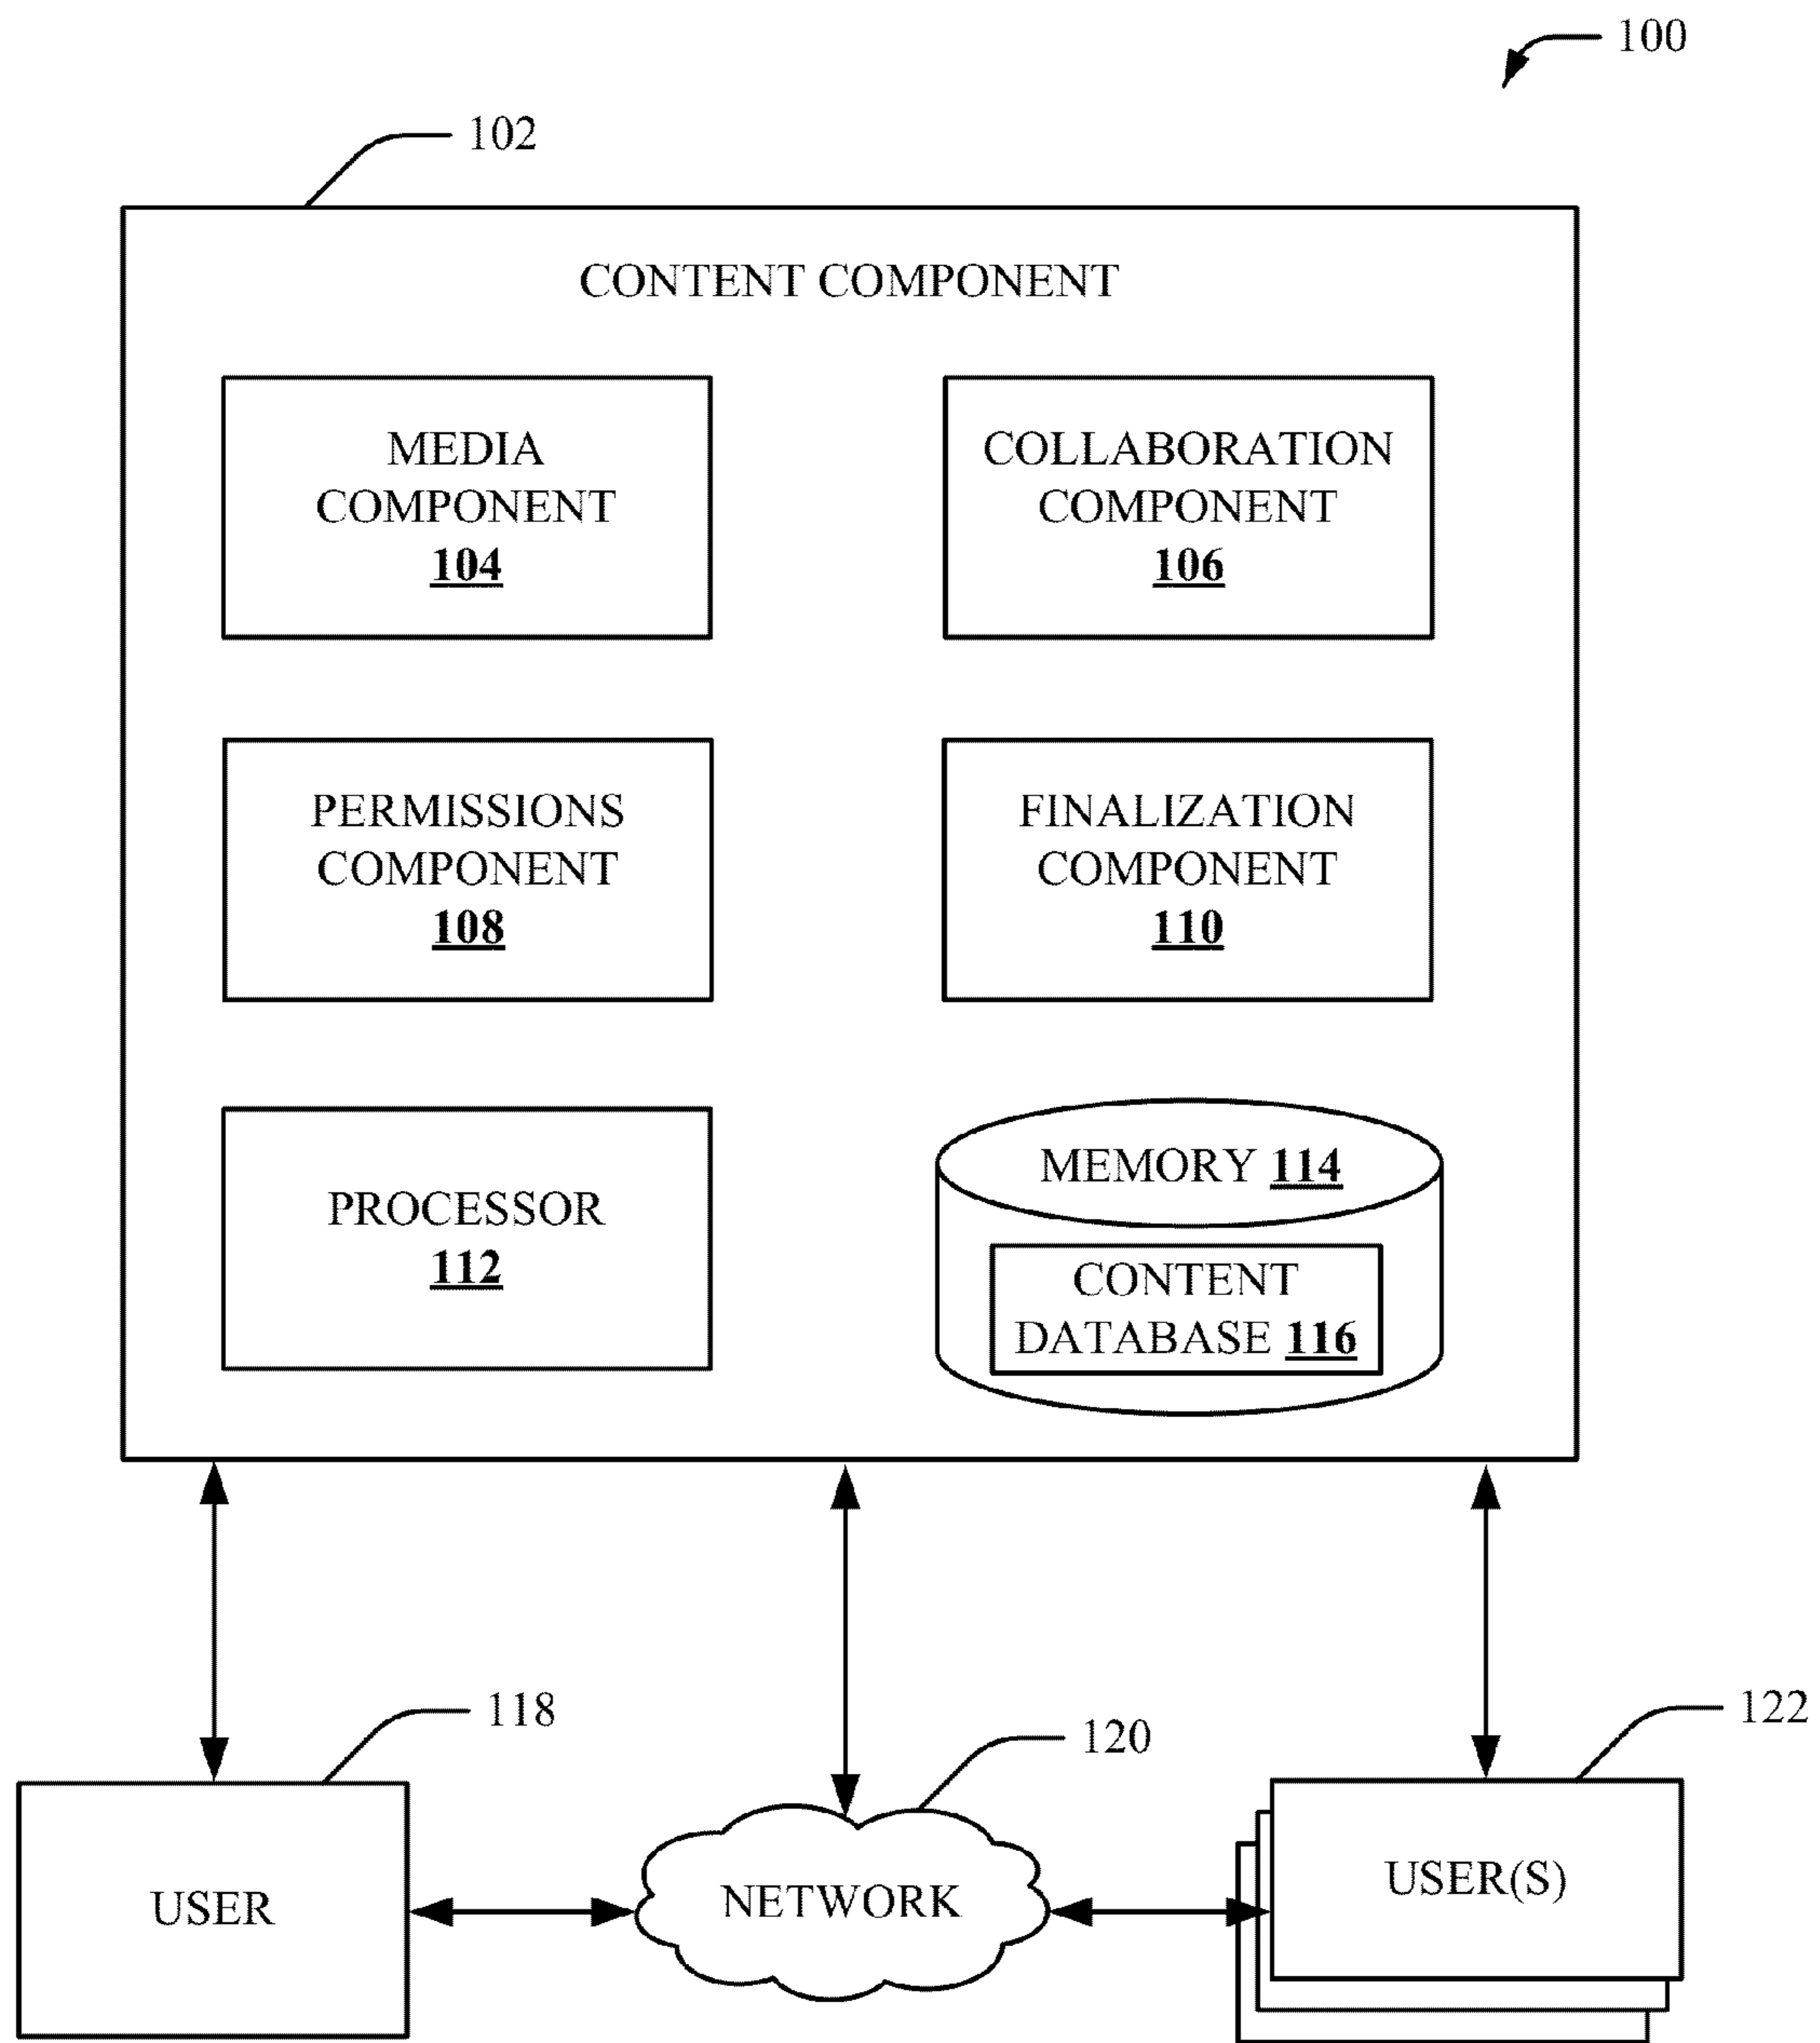 100
102
CONTENT COMPONENT
MEDIA
COMPONENT
104
COLLABORATION
COMPONENT
106
PERMISSIONS
COMPONENT
108
FINALIZATION
COMPONENT
110
PROCESSOR
112
MEMORY 114
CONTENT
DATABASE 116
118
120
122
USER
NETWORK
USER(S)